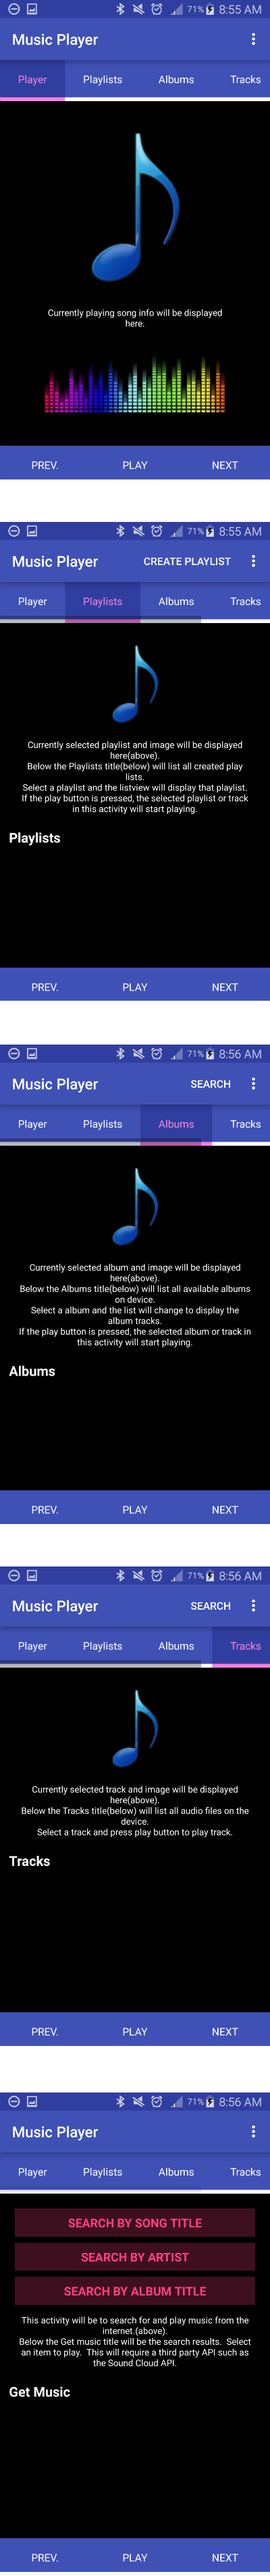 71% 8:55 AM
Music Player
Player Playlists Albums Tracks
Currently playing song info will be displayed
here.
PREV. PLAY NEXT
71% 8:55 AM
Music Player CREATE PLAYLIST
Player Playlists Albums Tracks
Currently selected playlist and image will be displayed
here(above).
Below the Playlists title(below) will list all created play
lists.
Select a playlist and the listview will display that playlist.
If the play button is pressed, the selected playlist or track
in this activity will start playing.
Playlists
PREV. PLAY NEXT
71% 8:56 AM
Music Player SEARCH
Player Playlists Albums Tracks
Currently selected album and image will be displayed
here(above).
Below the Albums title(below) will list all available albums
on device.
Select a album and the list will change to display the
album tracks.
If the play button is pressed, the selected album or track in
this activity will start playing.
Albums
PREV. PLAY NEXT
71% 8:56 AM
Music Player SEARCH
Player Playlists Albums Tracks
Currently selected track and image will be displayed
here(above).
Below the Tracks title(below) will list all audio files on the
device.
Select a track and press play button to play track.
Tracks
PREV. PLAY NEXT
71% 8:56 AM
Music Player
Player Playlists Albums Tracks
SEARCH BY SONG TITLE
SEARCH BY ARTIST
SEARCH BY ALBUM TITLE
This activity will be to search for and play music from the
internet.(above).
Below the Get music title will be the search results. Select
an item to play. This will require a third party API such as
the Sound Cloud API.
Get Music
PREV. PLAY NEXT